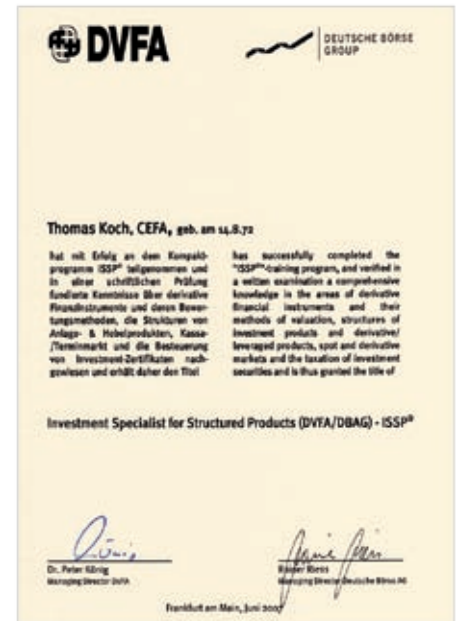 DVFA
DEUTSCHE BÖRSE
GROUP
Thomas Koch, CEFA, geb. am 14.8.72
hat mit Erfolg an dem Kompakt-
programm ISSP® teilgenommen und
in einer schriftlichen Prüfung
fundierte Kenntnisse über derivative
Finanzinstrumente und deren Bewer-
tungsmethoden, die Strukturen von
Anlage- & Hebelprodukten, Kassa-
/Terminmarkt und die Besteuerung
von Investment-Zertifikaten nach-
gewiesen und erhält daher den Titel
has successfully completed the
"ISSP®"-training program, and verified in
a written examination a comprehensive
knowledge in the areas of derivative
financial instruments and their
methods of valuation, structures of
investment products and derivative/
leveraged products, spot and derivative
markets and the taxation of investment
securities and is thus granted the title of
Investment Specialist for Structured Products (DVFA/DBAG) - ISSP®
Dr. Peter König
Managing Director DVFA
Rainer Riess
Managing Director Deutsche Börse AG
Frankfurt am Main, Juni